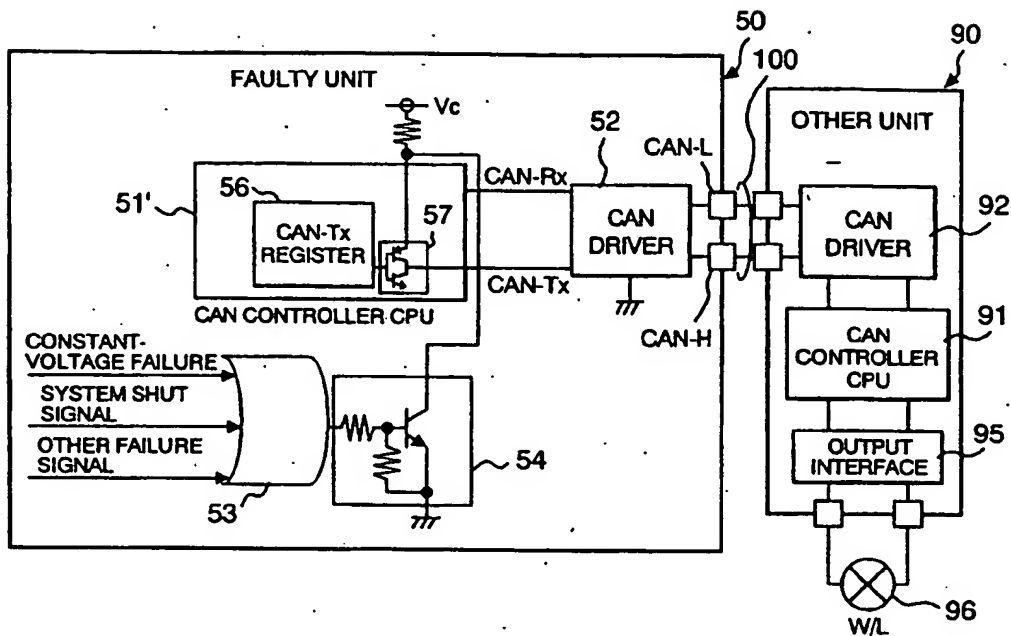 50
90
100
FAULTY UNIT
Vc
OTHER UNIT
52
CAN-L
51'
56
CAN-Rx
57
CAN-Tx
REGISTER
CAN
DRIVER
CAN
DRIVER
92
CAN-Tx
CAN CONTROLLER CPU
CAN-H
CONSTANT-
VOLTAGE FAILURE
SYSTEM SHUT
SIGNAL
OTHER FAILURE
SIGNAL
53
54
CAN
CONTROLLER
CPU
91
OUTPUT
INTERFACE
95
96
W/L